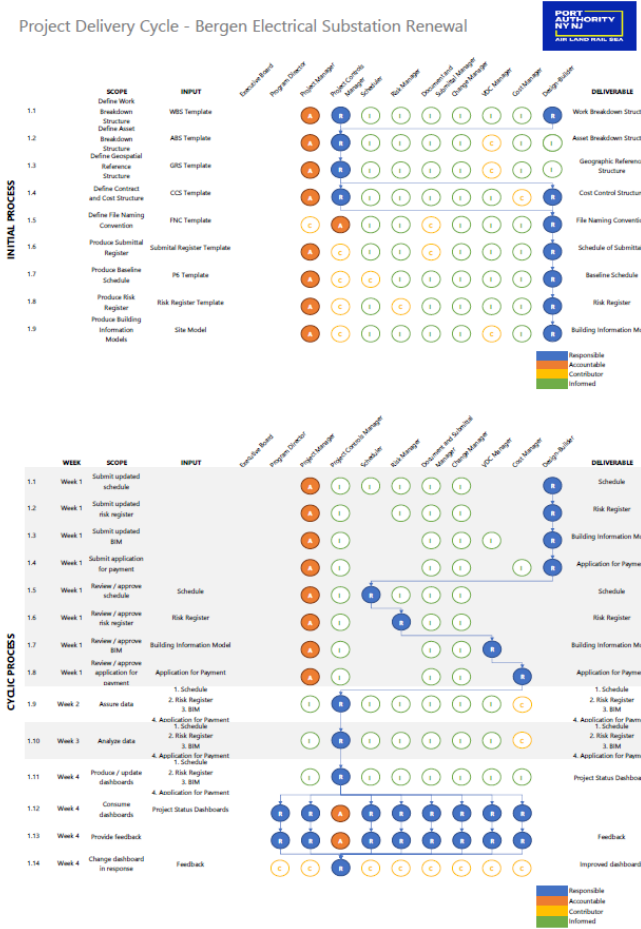 Project Delivery Cycle - Bergen Electrical Substation Renewal
PORT
AUTHORITY
NY NJ
AIR LAND RAIL SEA
Executive Board
Program Director
Project Manager
Project Controls
Manager
Scheduler
Risk Manager
Document and
Submittal Manager
Change Manager
VDC Manager
Cost Manager
Design-Builder
SCOPE INPUT DELIVERABLE
INITIAL PROCESS
1.1 Define Work Breakdown Structure WBS Template A R I I I I I I R Work Breakdown Struct
1.2 Define Asset Breakdown Structure ABS Template A R I I I I C I I Asset Breakdown Struct
1.3 Define Geospatial Reference Structure GRS Template A R I I I I C I I Geographic Referenc Structure
1.4 Define Contract and Cost Structure CCS Template A R I I I I I C R Cost Control Structur
1.5 Define File Naming Convention FNC Template C A I I C I I I R File Naming Conventi
1.6 Produce Submittal Register Submital Register Template A C I I C I I I R Schedule of Submitta
1.7 Produce Baseline Schedule P6 Template A C C I I I I I R Baseline Schedule
1.8 Produce Risk Register Risk Register Template A C I C I I I I R Risk Register
1.9 Produce Building Information Models Site Model A C I I I I C I R Building Information Mo
Responsible
Accountable
Contributor
Informed
Executive Board
Program Director
Project Manager
Project Controls Manager
Scheduler
Risk Manager
Document and Submittal
Manager
Change Manager
VDC Manager
Cost Manager
Design-Builder
WEEK SCOPE INPUT DELIVERABLE
CYCLIC PROCESS
1.1 Week 1 Submit updated schedule A I I I I I R Schedule
1.2 Week 1 Submit updated risk register A I I I I R Risk Register
1.3 Week 1 Submit updated BIM A I I I I R Building Information Mo
1.4 Week 1 Submit application for payment A I I I I R Application for Payme
1.5 Week 1 Review / approve schedule Schedule A I R I I I Schedule
1.6 Week 1 Review / approve risk register Risk Register A I R I I Risk Register
1.7 Week 1 Review / approve BIM Building Information Model A I I I R Building Information Mo
1.8 Week 1 Review / approve application for payment Application for Payment A I I I R Application for Payme
1.9 Week 2 Assure data 1. Schedule 2. Risk Register 3. BIM 4. Application for Payment I R I I I I I C 1. Schedule 2. Risk Register 3. BIM 4. Application for Paym
1.10 Week 3 Analyze data 1. Schedule 2. Risk Register 3. BIM 4. Application for Payment I R I I I I I C 1. Schedule 2. Risk Register 3. BIM 4. Application for Paym
1.11 Week 4 Produce / update dashboards 1. Schedule 2. Risk Register 3. BIM 4. Application for Payment I R I I I I I I Project Status Dashboa
1.12 Week 4 Consume dashboards Project Status Dashboards R R A R R R R R R
1.13 Week 4 Provide feedback R R A R R R R R R Feedback
1.14 Week 4 Change dashboard in response Feedback C C R C C C C C C Improved dashboard
Responsible
Accountable
Contributor
Informed